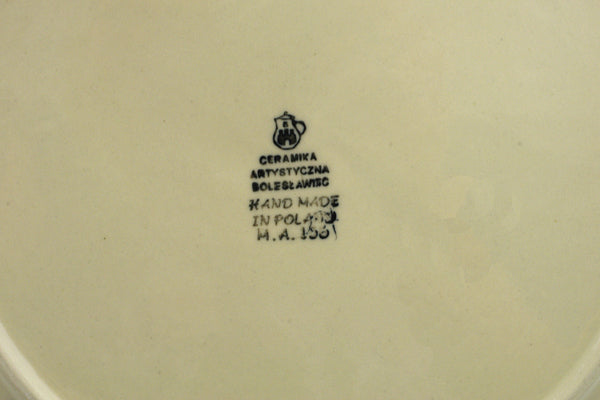 CERAMIKA
ARTYSTYCZNA
BOLESŁAWIEC
HAND MADE
IN POLAND
M.A.